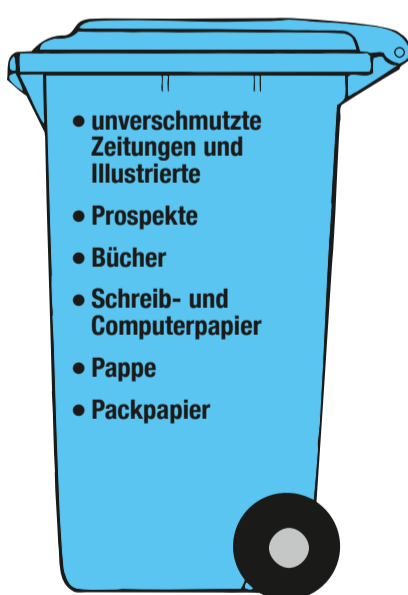 • unverschmutzte
Zeitungen und
Illustrierte
• Prospekte
• Bücher
• Schreib- und
Computerpapier
• Pappe
• Packpapier